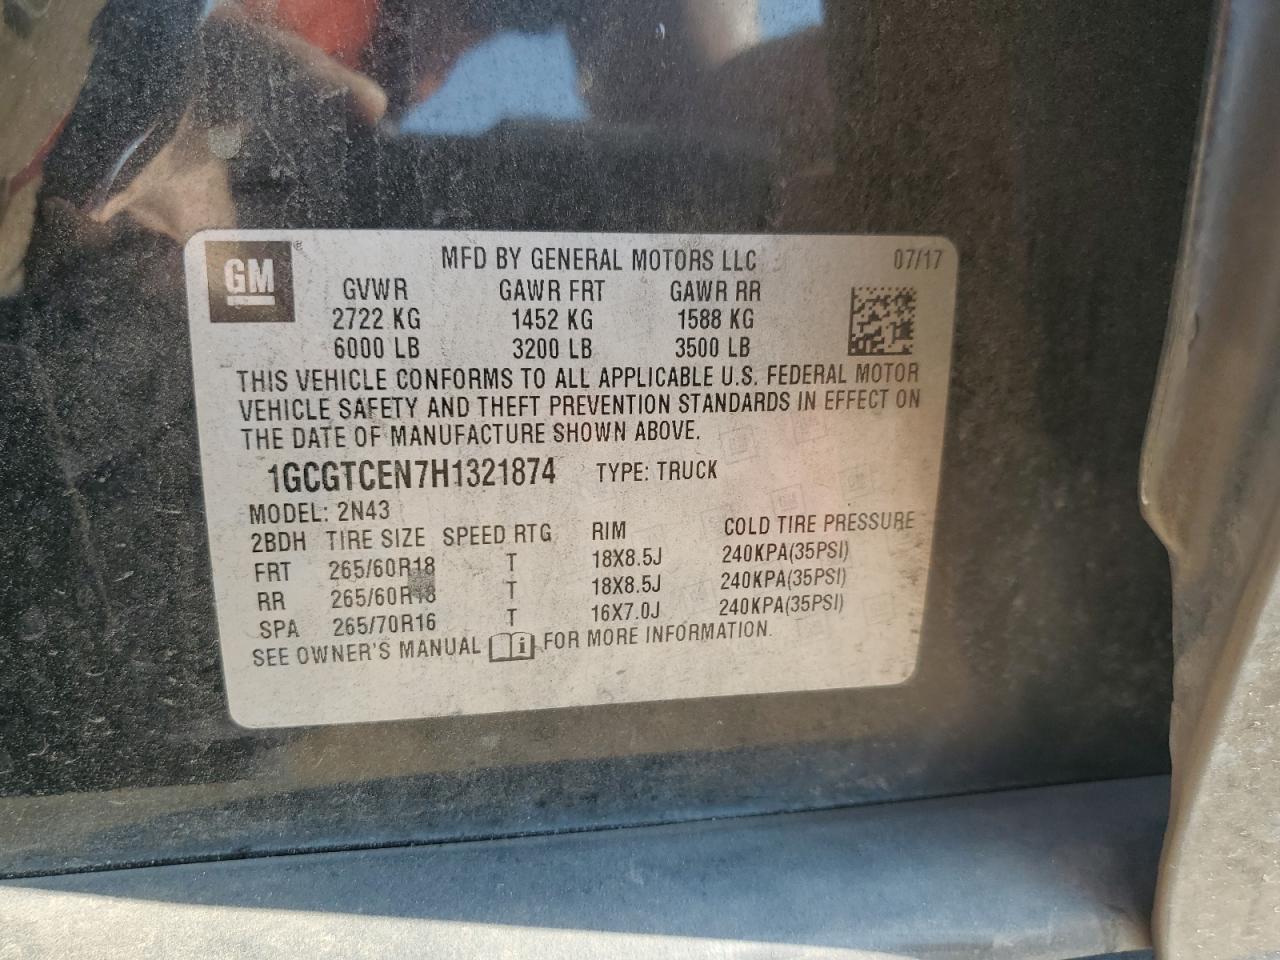 GM ®
MFD BY GENERAL MOTORS LLC 07/17
GVWR GAWR FRT GAWR RR
2722 KG 1452 KG 1588 KG
6000 LB 3200 LB 3500 LB
THIS VEHICLE CONFORMS TO ALL APPLICABLE U.S. FEDERAL MOTOR
VEHICLE SAFETY AND THEFT PREVENTION STANDARDS IN EFFECT ON
THE DATE OF MANUFACTURE SHOWN ABOVE.
1GCGTCEN7H1321874 TYPE: TRUCK
MODEL: 2N43
2BDH TIRE SIZE SPEED RTG RIM COLD TIRE PRESSURE
FRT 265/60R18 T 18X8.5J 240KPA(35PSI)
RR 265/60R18 T 18X8.5J 240KPA(35PSI)
SPA 265/70R16 T 16X7.0J 240KPA(35PSI)
SEE OWNER'S MANUAL i FOR MORE INFORMATION.